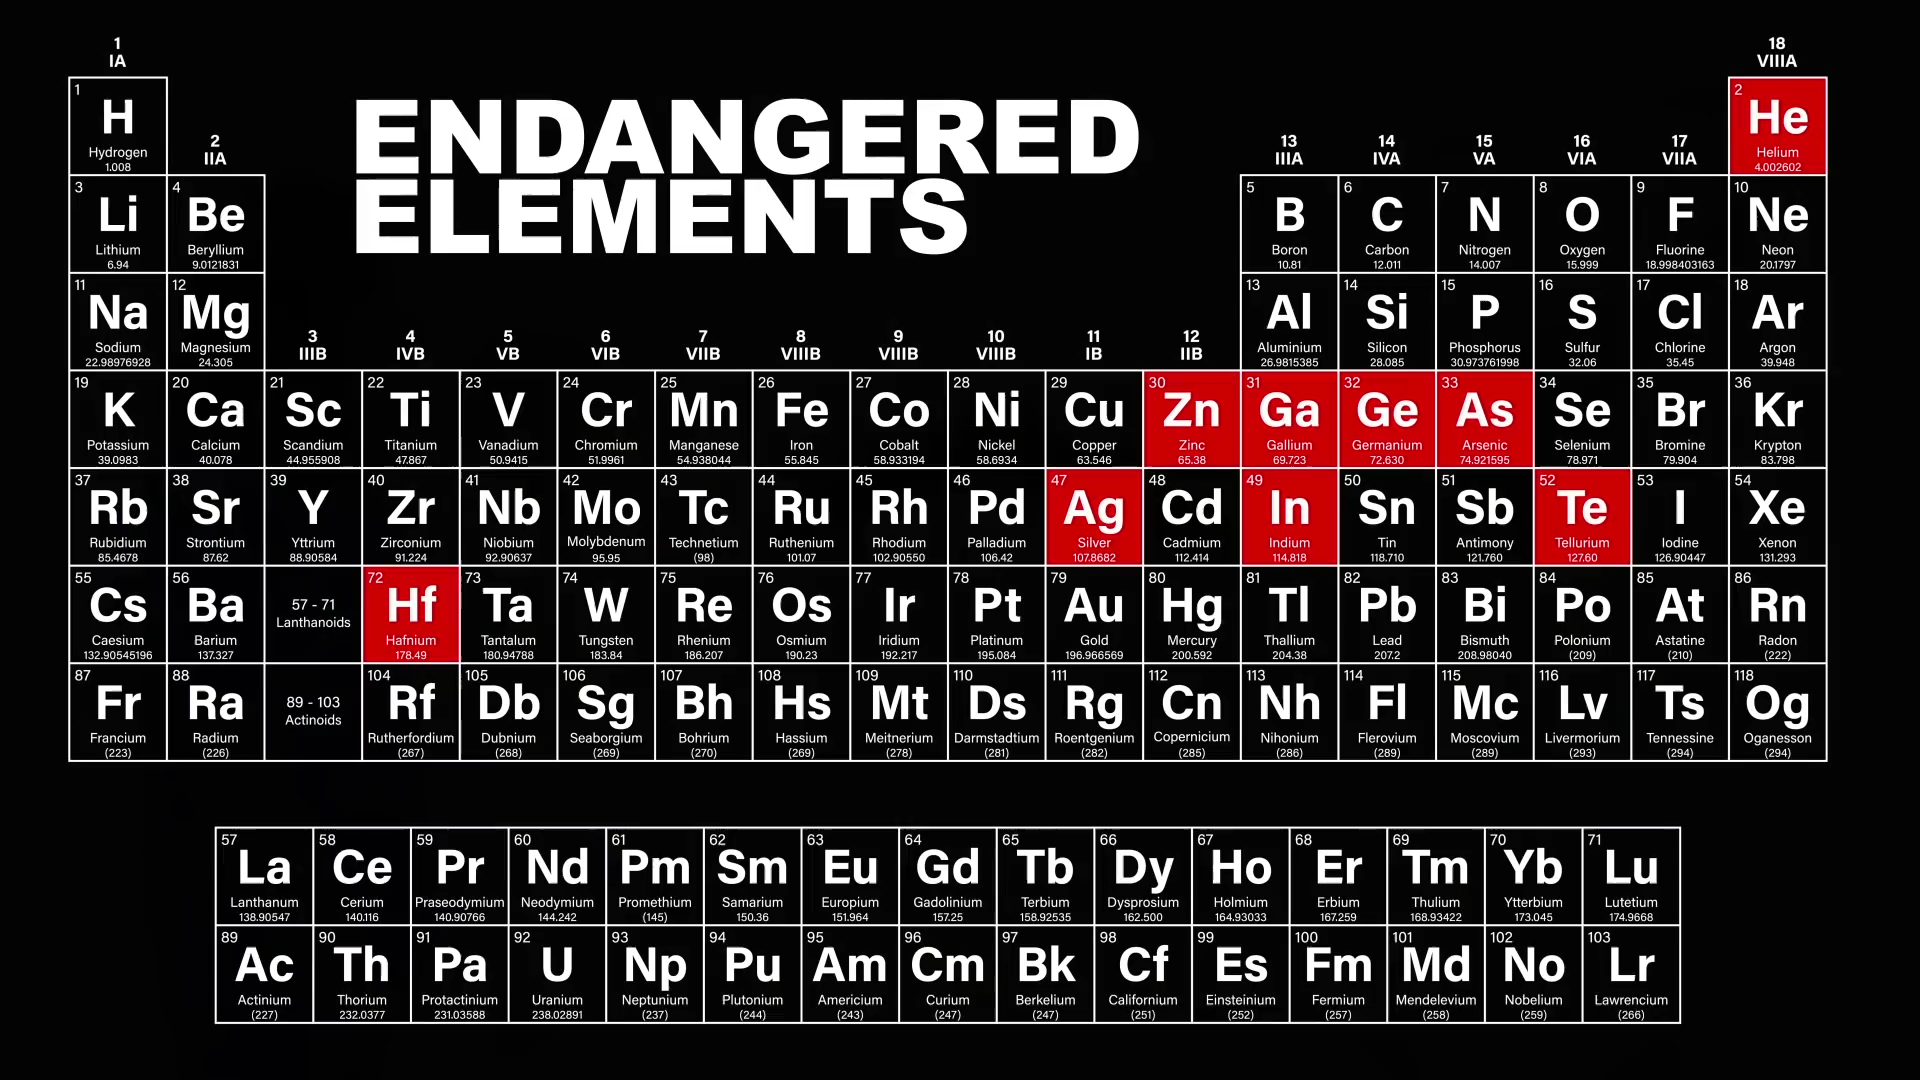 1
IA
18
VIIIA
1
H
Hydrogen
1.008
2
IIA
ENDANGERED
ELEMENTS
13
IIIA
14
IVA
15
VA
16
VIA
17
VIIA
2
He
Helium
4.002602
3
Li
Lithium
6.94
4
Be
Beryllium
9.0121831
5
B
Boron
10.81
6
C
Carbon
12.011
7
N
Nitrogen
14.007
8
O
Oxygen
15.999
9
F
Fluorine
18.998403163
10
Ne
Neon
20.1797
11
Na
Sodium
22.98976928
12
Mg
Magnesium
24.305
3
IIIB
4
IVB
5
VB
6
VIB
7
VIIB
8
VIIIB
9
VIIIB
10
VIIIB
11
IB
12
IIB
13
Al
Aluminium
26.9815385
14
Si
Silicon
28.085
15
P
Phosphorus
30.973761998
16
S
Sulfur
32.06
17
Cl
Chlorine
35.45
18
Ar
Argon
39.948
19
K
Potassium
39.0983
20
Ca
Calcium
40.078
21
Sc
Scandium
44.955908
22
Ti
Titanium
47.867
23
V
Vanadium
50.9415
24
Cr
Chromium
51.9961
25
Mn
Manganese
54.938044
26
Fe
Iron
55.845
27
Co
Cobalt
58.933194
28
Ni
Nickel
58.6934
29
Cu
Copper
63.546
30
Zn
Zinc
65.38
31
Ga
Gallium
69.723
32
Ge
Germanium
72.630
33
As
Arsenic
74.921595
34
Se
Selenium
78.971
35
Br
Bromine
79.904
36
Kr
Krypton
83.798
37
Rb
Rubidium
85.4678
38
Sr
Strontium
87.62
39
Y
Yttrium
88.90584
40
Zr
Zirconium
91.224
41
Nb
Niobium
92.90637
42
Mo
Molybdenum
95.95
43
Tc
Technetium
(98)
44
Ru
Ruthenium
101.07
45
Rh
Rhodium
102.90550
46
Pd
Palladium
106.42
47
Ag
Silver
107.8682
48
Cd
Cadmium
112.414
49
In
Indium
114.818
50
Sn
Tin
118.710
51
Sb
Antimony
121.760
52
Te
Tellurium
127.60
53
I
Iodine
126.90447
54
Xe
Xenon
131.293
55
Cs
Caesium
132.90545196
56
Ba
Barium
137.327
57 - 71
Lanthanoids
72
Hf
Hafnium
178.49
73
Ta
Tantalum
180.94788
74
W
Tungsten
183.84
75
Re
Rhenium
186.207
76
Os
Osmium
190.23
77
Ir
Iridium
192.217
78
Pt
Platinum
195.084
79
Au
Gold
196.966569
80
Hg
Mercury
200.592
81
Tl
Thallium
204.38
82
Pb
Lead
207.2
83
Bi
Bismuth
208.98040
84
Po
Polonium
(209)
85
At
Astatine
(210)
86
Rn
Radon
(222)
87
Fr
Francium
(223)
88
Ra
Radium
(226)
89 - 103
Actinoids
104
Rf
Rutherfordium
(267)
105
Db
Dubnium
(268)
106
Sg
Seaborgium
(269)
107
Bh
Bohrium
(270)
108
Hs
Hassium
(269)
109
Mt
Meitnerium
(278)
110
Ds
Darmstadtium
(281)
111
Rg
Roentgenium
(282)
112
Cn
Copernicium
(285)
113
Nh
Nihonium
(286)
114
Fl
Flerovium
(289)
115
Mc
Moscovium
(289)
116
Lv
Livermorium
(293)
117
Ts
Tennessine
(294)
118
Og
Oganesson
(294)
57
La
Lanthanum
138.90547
58
Ce
Cerium
140.116
59
Pr
Praseodymium
140.90766
60
Nd
Neodymium
144.242
61
Pm
Promethium
(145)
62
Sm
Samarium
150.36
63
Eu
Europium
151.964
64
Gd
Gadolinium
157.25
65
Tb
Terbium
158.92535
66
Dy
Dysprosium
162.500
67
Ho
Holmium
164.93033
68
Er
Erbium
167.259
69
Tm
Thulium
168.93422
70
Yb
Ytterbium
173.045
71
Lu
Lutetium
174.9668
89
Ac
Actinium
(227)
90
Th
Thorium
232.0377
91
Pa
Protactinium
231.03588
92
U
Uranium
238.02891
93
Np
Neptunium
(237)
94
Pu
Plutonium
(244)
95
Am
Americium
(243)
96
Cm
Curium
(247)
97
Bk
Berkelium
(247)
98
Cf
Californium
(251)
99
Es
Einsteinium
(252)
100
Fm
Fermium
(257)
101
Md
Mendelevium
(258)
102
No
Nobelium
(259)
103
Lr
Lawrencium
(266)